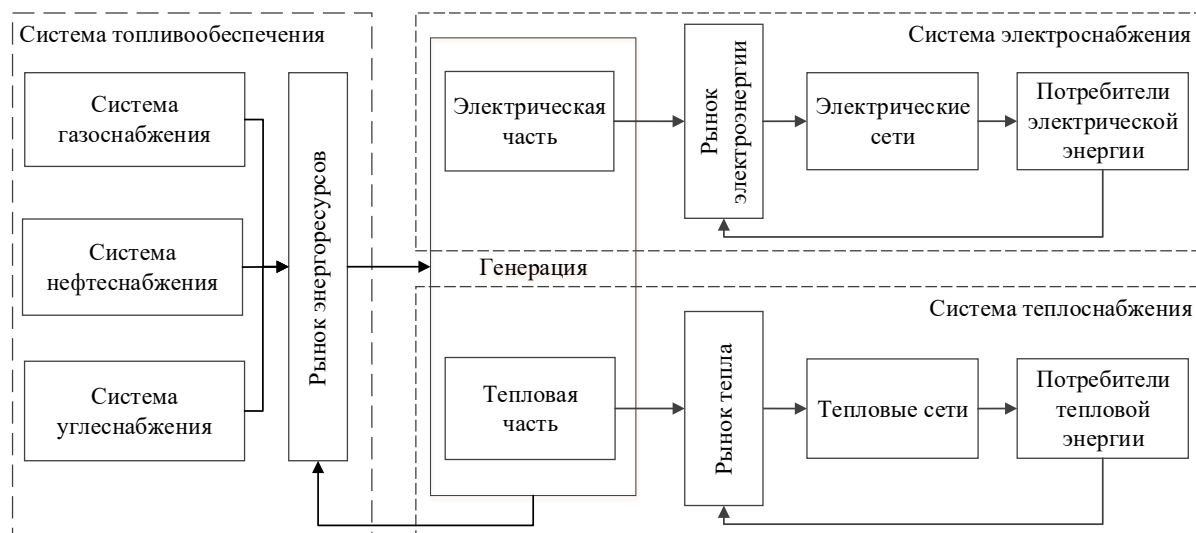 Система топливообеспечения
Система
газоснабжения
Система
нефтеснабжения
Система
углеснабжения
Рынок энергоресурсов
Генерация
Система электроснабжения
Электрическая
часть
Рынок
электроэнергии
Электрические
сети
Потребители
электрической
энергии
Система теплоснабжения
Тепловая
часть
Рынок тепла
Тепловые сети
Потребители
тепловой
энергии